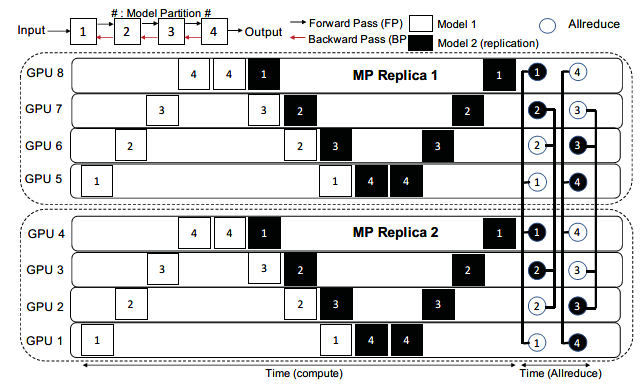 # : Model Partition #
Input 1 2 3 4 Output
Forward Pass (FP)
Backward Pass (BP
Model 1
Model 2 (replication)
Allreduce
GPU 8 4 4 1 MP Replica 1 1 1 4
GPU 7 3 3 2 2 2 3
GPU 6 2 2 3 3 2 3
GPU 5 1 1 4 4 1 4
GPU 4 4 4 1 MP Replica 2 1 1 4
GPU 3 3 3 2 2 2 3
GPU 2 2 2 3 3 2 3
GPU 1 1 1 4 4 1 4
Time (compute) Time (Allreduce)